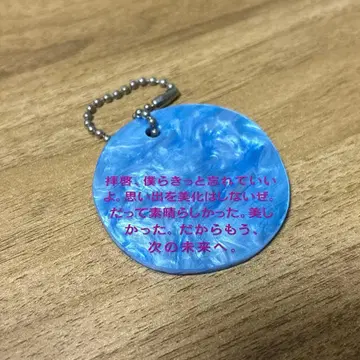 拝啓、僕らきっと忘れていい
よ。思い出を美化はしないぜ、
だって素晴らしかった。美し
かった。だからもう、
次の未来へ。